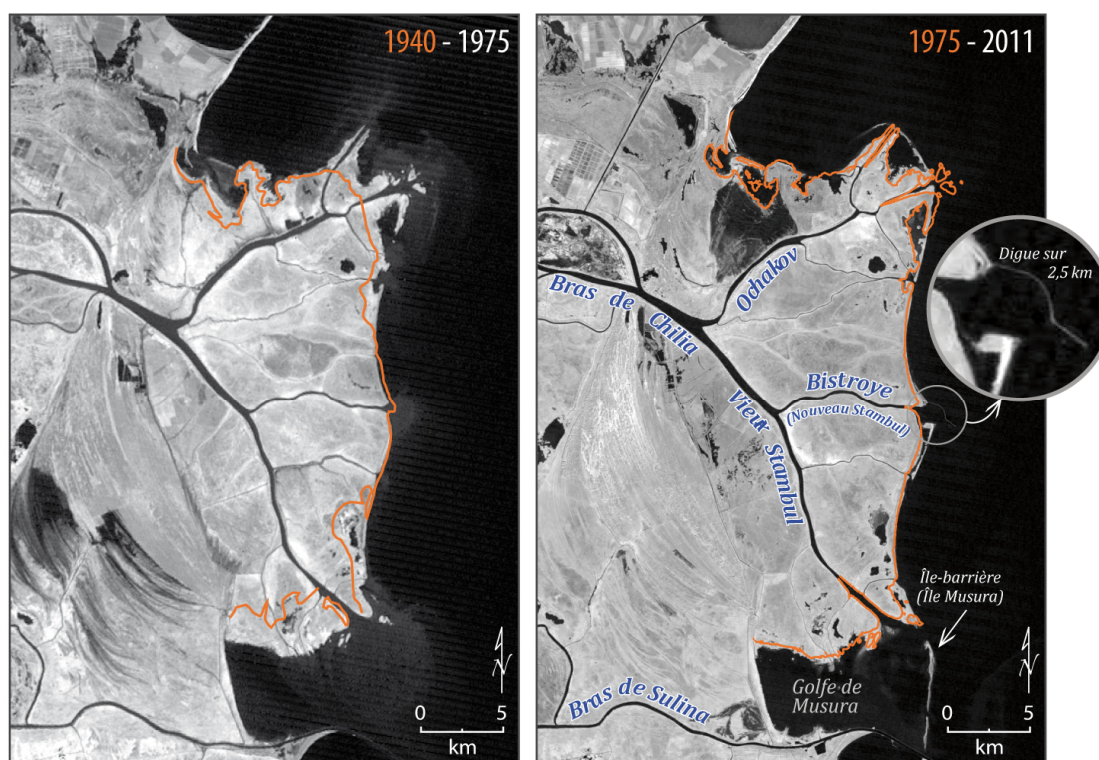 1940 - 1975
N
0 5
km
1975 - 2011
Digue sur
2,5 km
Ochakov
Bras de Chilia
Bistroye
(Nouveau Stambul)
Vieux Stambul
Île-barrière
(Île Musura)
Golfe de
Musura
Bras de Sulina
N
0 5
km